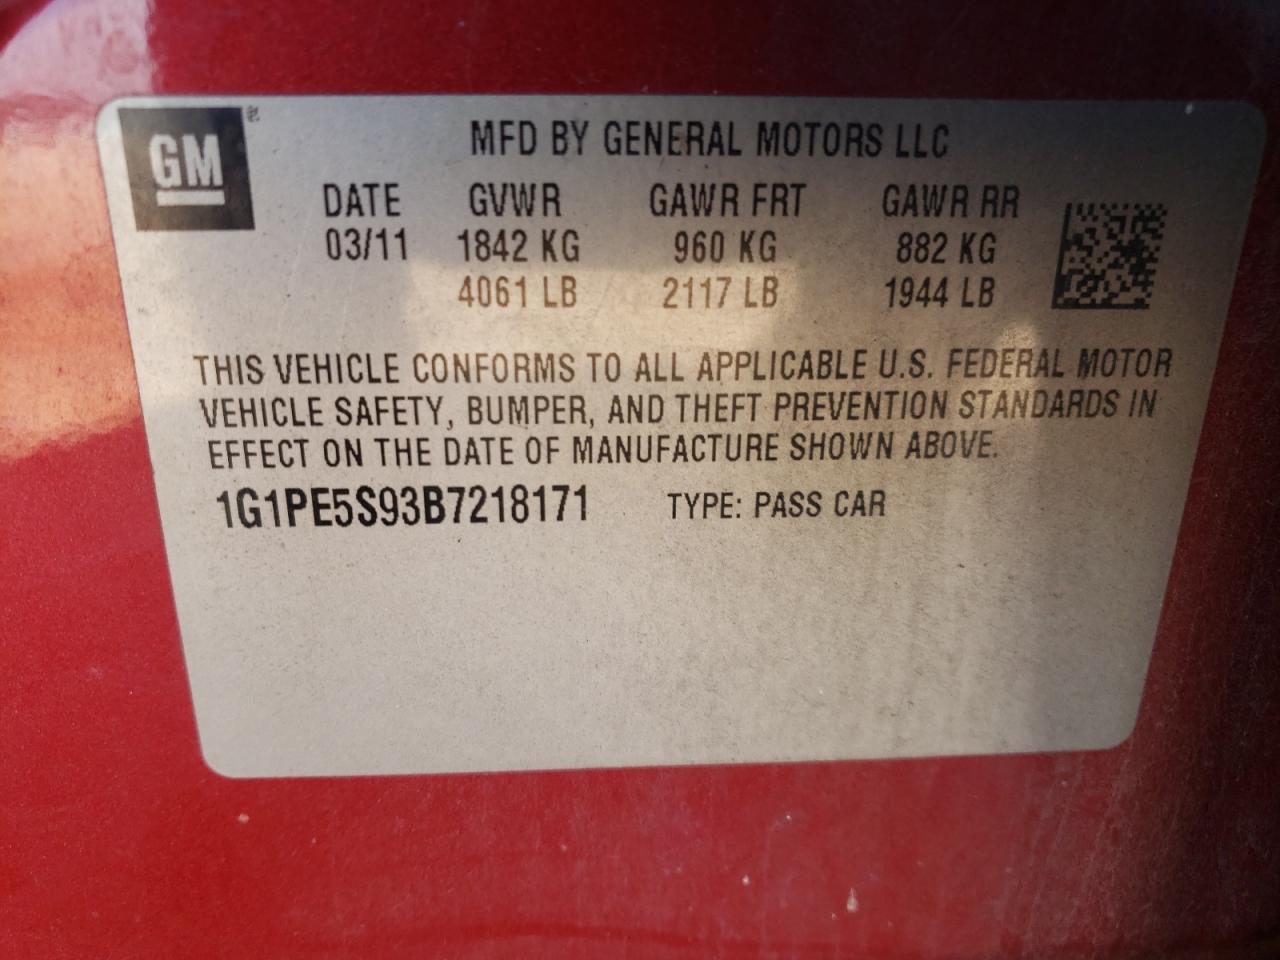 GM ®
MFD BY GENERAL MOTORS LLC
DATE GVWR GAWR FRT GAWR RR
03/11 1842 KG 960 KG 882 KG
4061 LB 2117 LB 1944 LB
THIS VEHICLE CONFORMS TO ALL APPLICABLE U.S. FEDERAL MOTOR
VEHICLE SAFETY, BUMPER, AND THEFT PREVENTION STANDARDS IN
EFFECT ON THE DATE OF MANUFACTURE SHOWN ABOVE.
1G1PE5S93B7218171 TYPE: PASS CAR